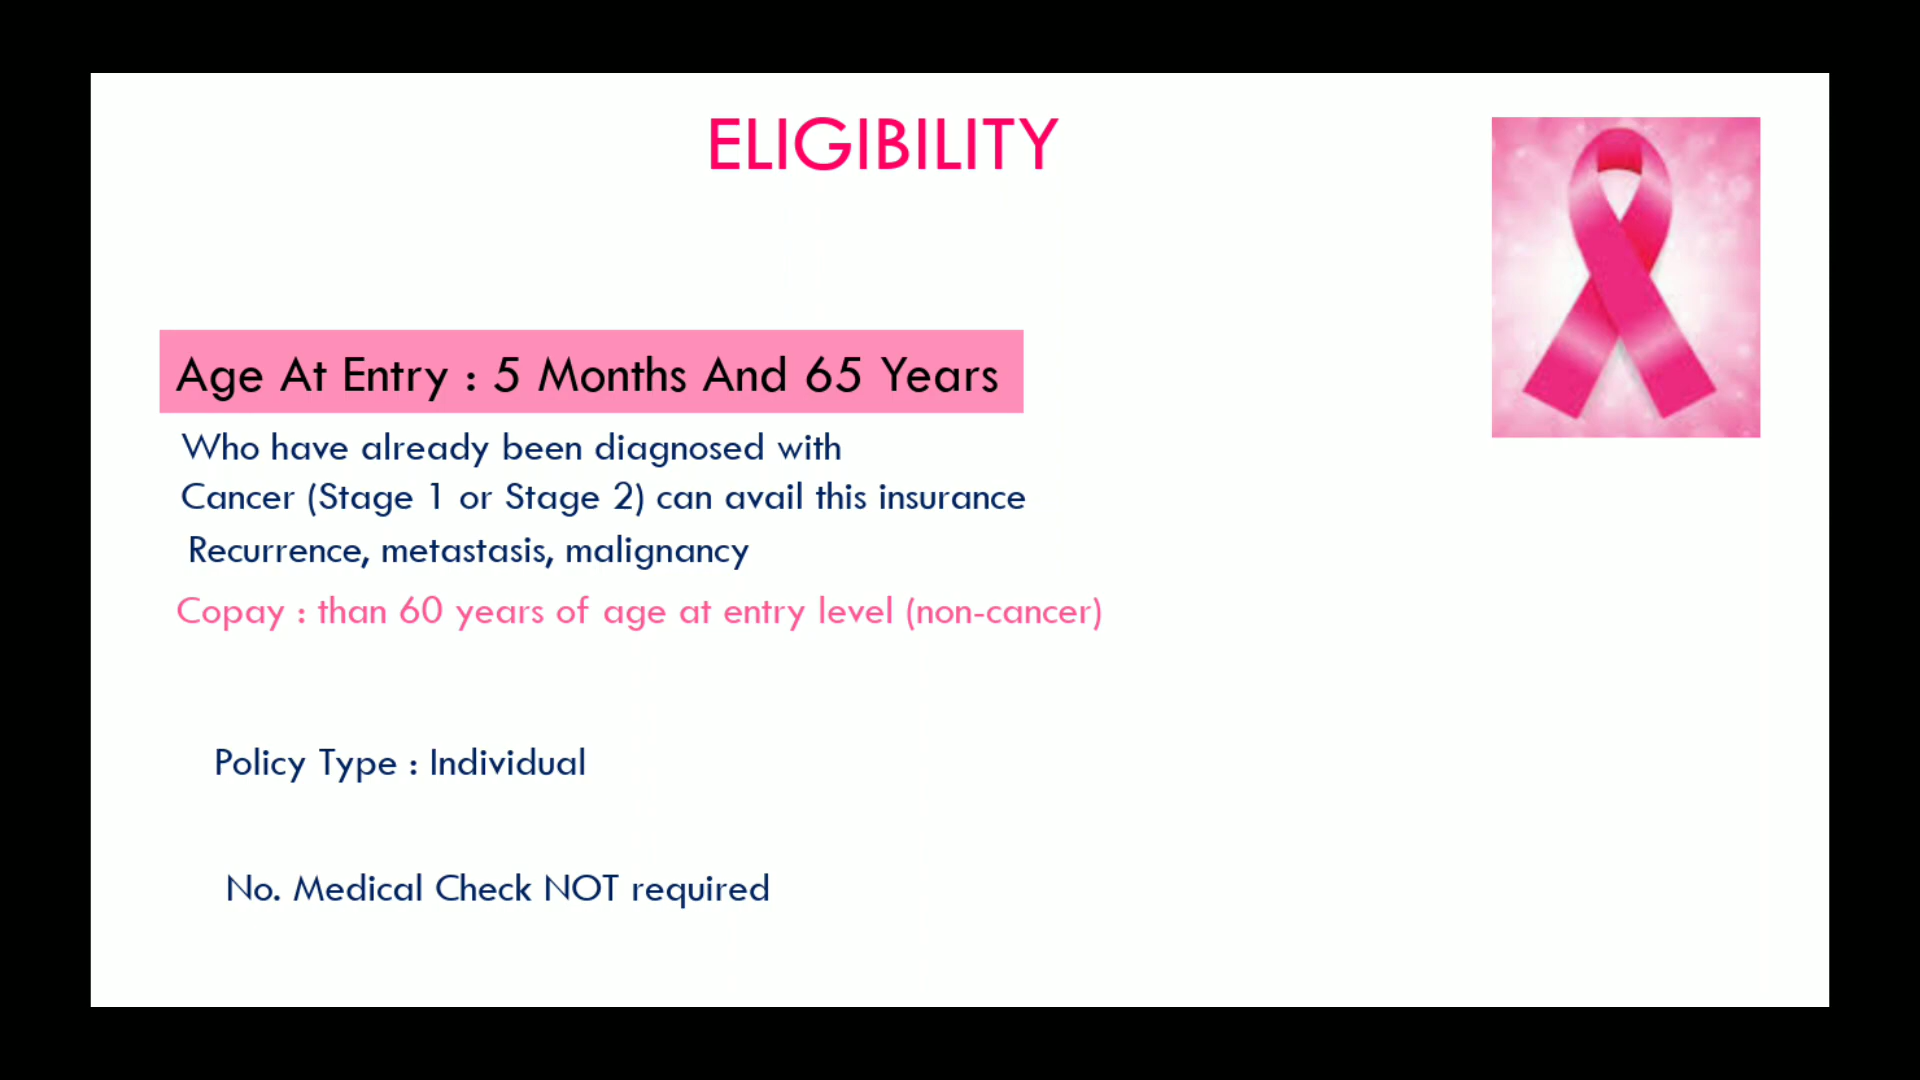 ELIGIBILITY
Age At Entry : 5 Months And 65 Years
Who have already been diagnosed with
Cancer (Stage 1 or Stage 2) can avail this insurance
Recurrence, metastasis, malignancy
Copay : than 60 years of age at entry level (non-cancer)
Policy Type : Individual
No. Medical Check NOT required